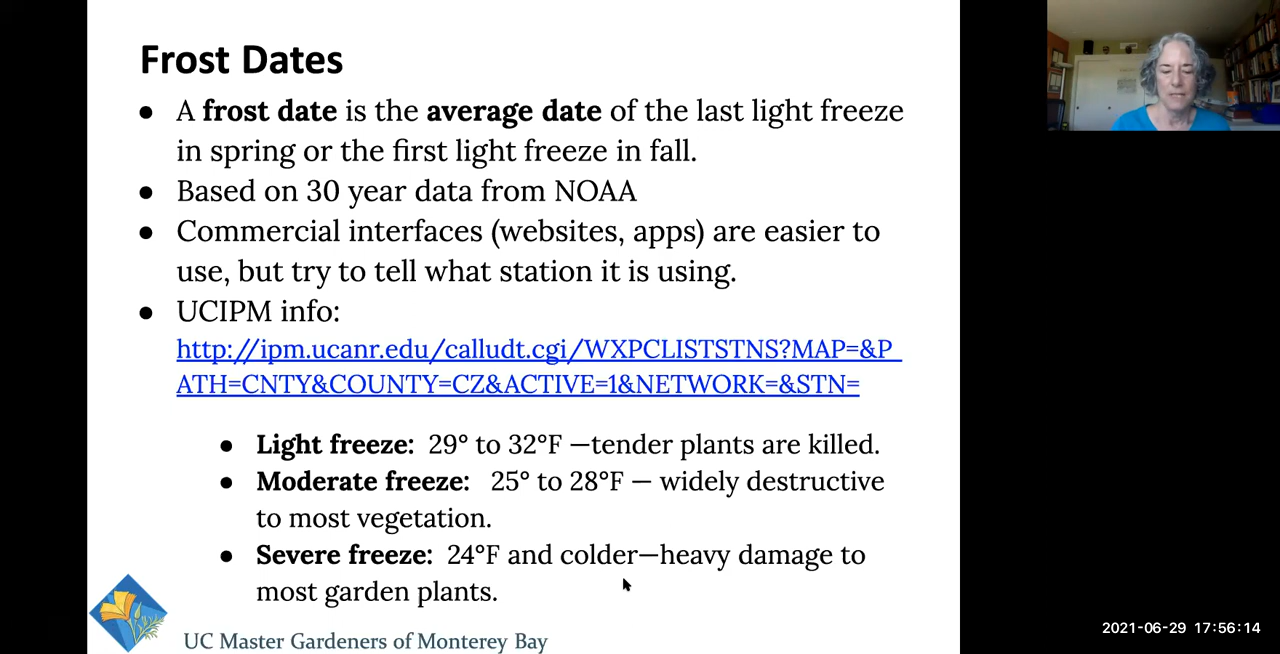 Frost Dates
● A frost date is the average date of the last light freeze
in spring or the first light freeze in fall.
● Based on 30 year data from NOAA
● Commercial interfaces (websites, apps) are easier to
use, but try to tell what station it is using.
● UCIPM info:
http://ipm.ucanr.edu/calludt.cgi/WXPCLISTSTNS?MAP=&P
ATH=CNTY&COUNTY=CZ&ACTIVE=1&NETWORK=&STN=
● Light freeze: 29° to 32°F —tender plants are killed.
● Moderate freeze: 25° to 28°F — widely destructive
to most vegetation.
● Severe freeze: 24°F and colder—heavy damage to
most garden plants.
UC Master Gardeners of Monterey Bay
2021-06-29 17:56:14